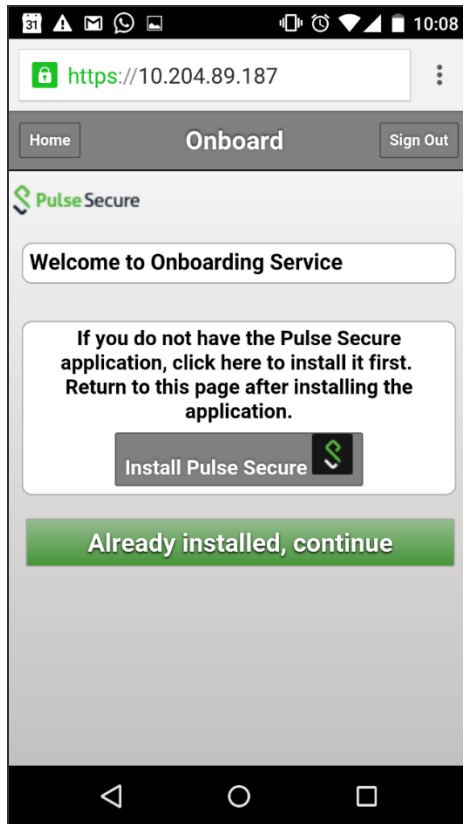 31
10:08
https://10.204.89.187
Home
Onboard
Sign Out
Pulse Secure
Welcome to Onboarding Service
If you do not have the Pulse Secure
application, click here to install it first.
Return to this page after installing the
application.
Install Pulse Secure
Already installed, continue